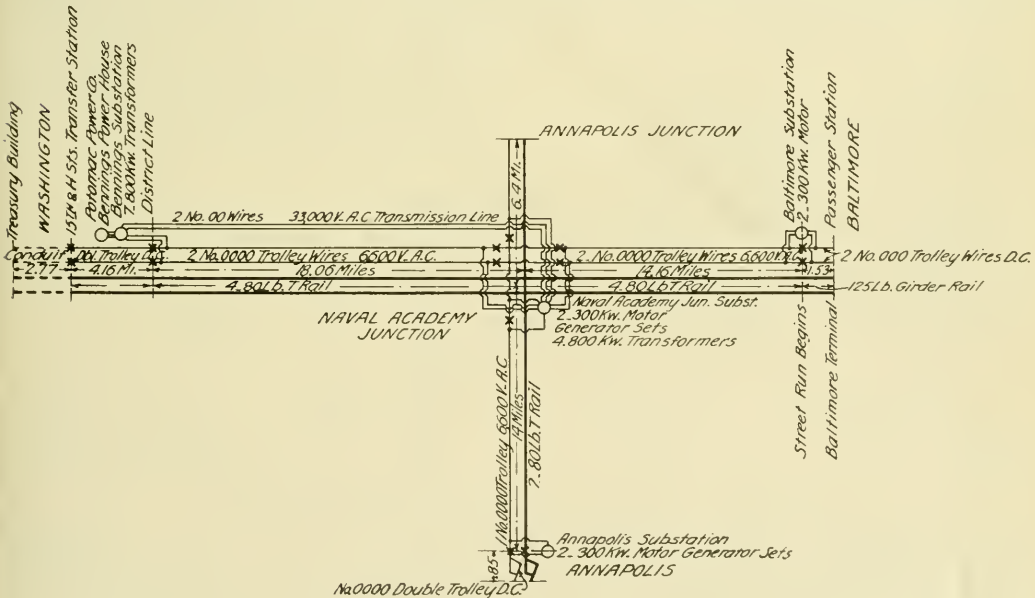 Treasury Building
WASHINGTON
15th & H Sts. Transfer Station
Potomac Power Co.
Bennings Power House
Bennings Substation
7-800 Kw. Transformers
District Line
ANNAPOLIS JUNCTION
6.4 Mi.
Baltimore Substation
2-300 Kw. Motor
Passenger Station
BALTIMORE
2 No. 00 Wires 33,000 V. A.C Transmission Line
Conduit
Dbl. Trolley D.C.
2 No. 0000 Trolley Wires 6,600 V. A.C.
2-No. 0000 Trolley Wires 6,600 V. A.C.
2 No. 000 Trolley Wires D.C.
2.77
4.16 Mi.
18.06 Miles
14.16 Miles
1.53
4.80 Lb. T Rail
4.80 Lb. T Rail
125 Lb. Girder Rail
NAVAL ACADEMY
JUNCTION
Naval Academy Jun. Subst.
2-300 Kw. Motor
Generator Sets
4.800 Kw. Transformers
Street Run Begins
Baltimore Terminal
1 No. 0000 Trolley 6,600 V. A.C
14 Miles
2-80 Lb. T Rail
Annapolis Substation
2-300 Kw. Motor Generator Sets
ANNAPOLIS
.85
No. 0000 Double Trolley D.C.